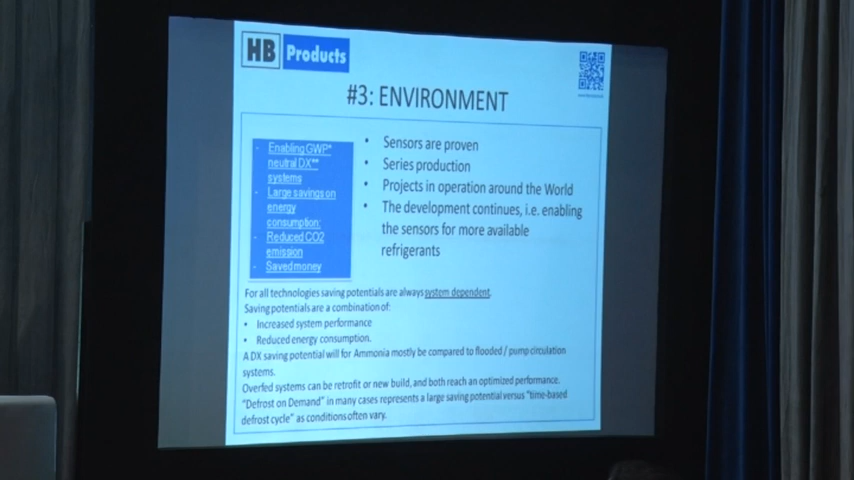 HB Products
#3: ENVIRONMENT
- Enabling GWP*
neutral DX**
systems
- Large savings on
energy
consumption:
- Reduced CO2
emission
- Saved money
• Sensors are proven
• Series production
• Projects in operation around the World
• The development continues, i.e. enabling
the sensors for more available
refrigerants
For all technologies saving potentials are always system dependent.
Saving potentials are a combination of:
• Increased system performance
• Reduced energy consumption.
A DX saving potential will for Ammonia mostly be compared to flooded / pump circulation
systems.
Overfed systems can be retrofit or new build, and both reach an optimized performance.
"Defrost on Demand" in many cases represents a large saving potential versus "time-based
defrost cycle" as conditions often vary.